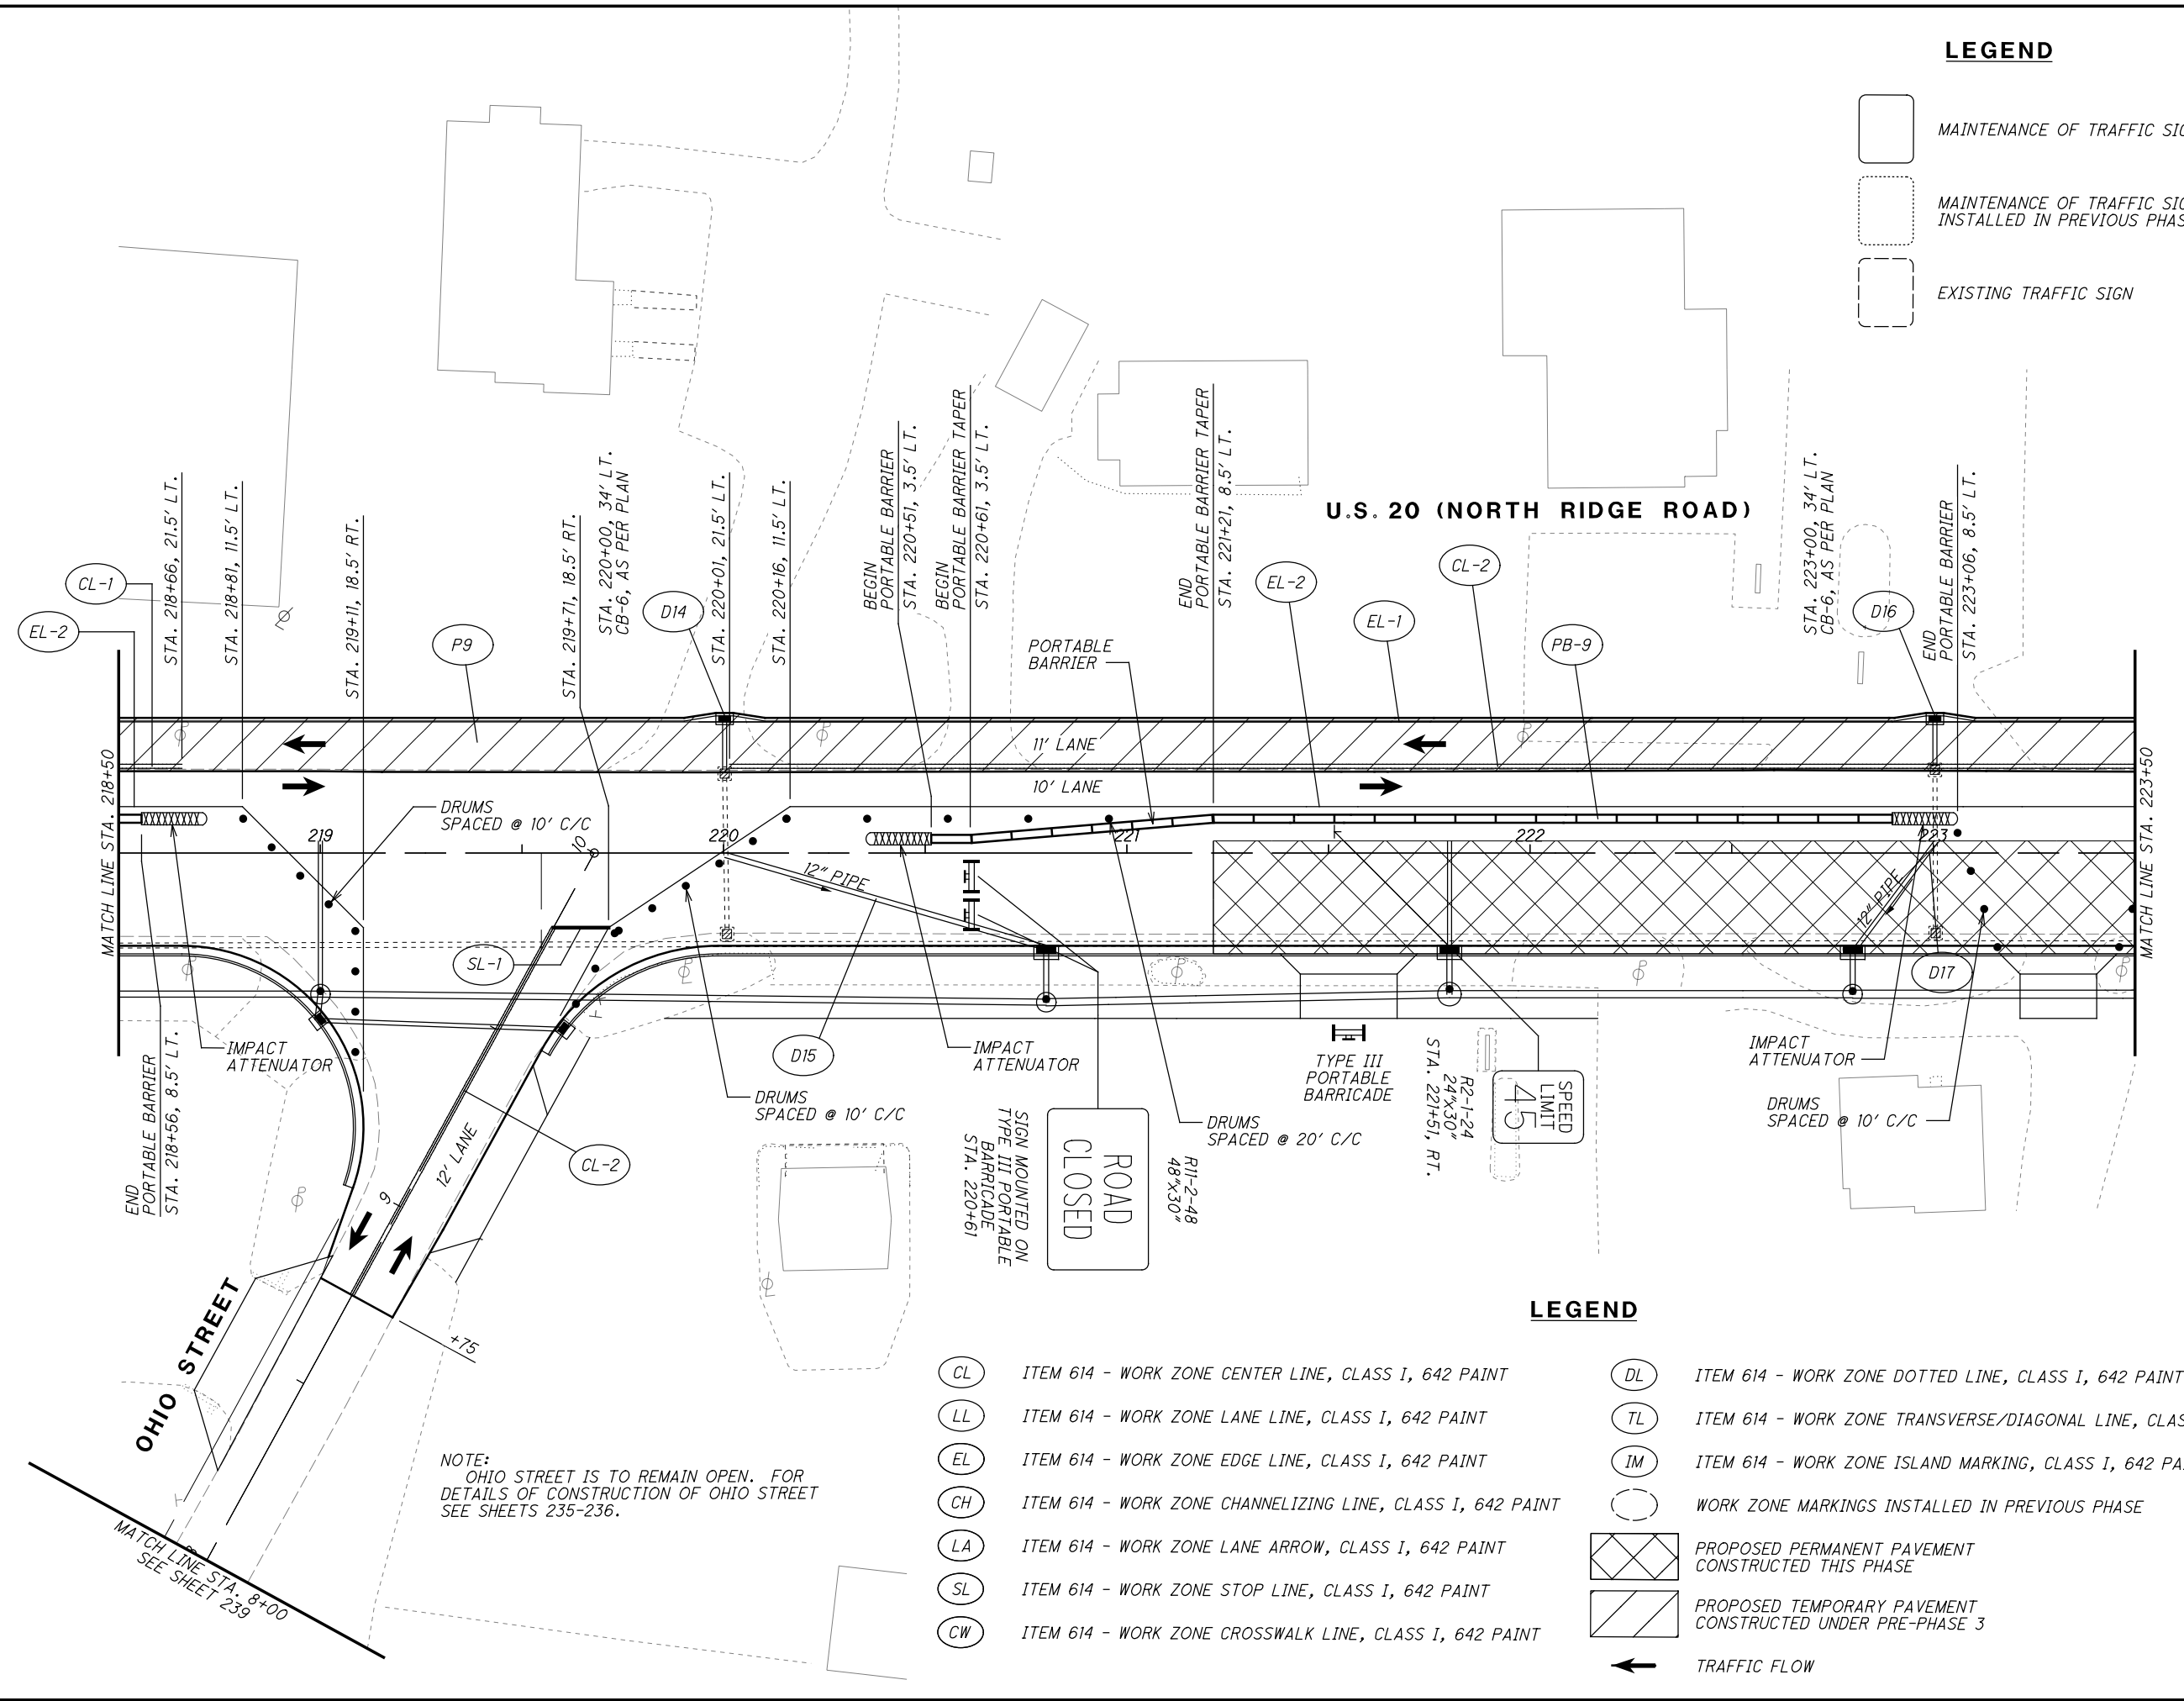 LEGEND
MAINTENANCE OF TRAFFIC
MAINTENANCE OF TRAFFIC
INSTALLED IN PREVIOUS
EXISTING TRAFFIC SIGN
U.S. 20 (NORTH RIDGE ROAD)
CL-1
EL-2
STA. 218+66, 21.5' LT.
STA. 218+81, 11.5' LT.
STA. 219+11, 18.5' RT.
P9
STA. 219+71, 18.5' RT.
STA. 220+00, 34' LT.
CB-6, AS PER PLAN
D14
STA. 220+01, 21.5' LT.
STA. 220+16, 11.5' LT.
BEGIN
PORTABLE BARRIER
STA. 220+51, 3.5' LT.
BEGIN
PORTABLE BARRIER TAPER
STA. 220+61, 3.5' LT.
PORTABLE
BARRIER
END
PORTABLE BARRIER TAPER
STA. 221+21, 8.5' LT.
EL-2
EL-1
CL-2
PB-9
STA. 223+00, 34' LT.
CB-6, AS PER PLAN
D16
END
PORTABLE BARRIER
STA. 223+06, 8.5' LT.
MATCH LINE STA. 218+50
11' LANE
10' LANE
MATCH LINE STA. 223+50
DRUMS
SPACED @ 10' C/C
219
220
221
222
223
10
12" PIPE
12" PIPE
SL-1
D17
END
PORTABLE BARRIER
STA. 218+56, 8.5' LT.
IMPACT
ATTENUATOR
D15
IMPACT
ATTENUATOR
DRUMS
SPACED @ 10' C/C
TYPE III
PORTABLE
BARRICADE
IMPACT
ATTENUATOR
DRUMS
SPACED @ 10' C/C
SPEED
LIMIT
45
R2-1-24
24"x30"
STA. 221+51, RT.
DRUMS
SPACED @ 20' C/C
R11-2-48
48"x30"
ROAD
CLOSED
SIGN MOUNTED ON
TYPE III PORTABLE
BARRICADE
STA. 220+61
CL-2
12' LANE
9
+75
OHIO STREET
8
MATCH LINE STA. 8+00
SEE SHEET 239
NOTE:
OHIO STREET IS TO REMAIN OPEN. FOR
DETAILS OF CONSTRUCTION OF OHIO STREET
SEE SHEETS 235-236.
LEGEND
CL ITEM 614 - WORK ZONE CENTER LINE, CLASS I, 642 PAINT
LL ITEM 614 - WORK ZONE LANE LINE, CLASS I, 642 PAINT
EL ITEM 614 - WORK ZONE EDGE LINE, CLASS I, 642 PAINT
CH ITEM 614 - WORK ZONE CHANNELIZING LINE, CLASS I, 642 PAINT
LA ITEM 614 - WORK ZONE LANE ARROW, CLASS I, 642 PAINT
SL ITEM 614 - WORK ZONE STOP LINE, CLASS I, 642 PAINT
CW ITEM 614 - WORK ZONE CROSSWALK LINE, CLASS I, 642 PAINT
DL ITEM 614 - WORK ZONE DOTTED LINE, CLASS I, 642 PAINT
TL ITEM 614 - WORK ZONE TRANSVERSE/DIAGONAL LINE,
IM ITEM 614 - WORK ZONE ISLAND MARKING, CLASS I, 642
WORK ZONE MARKINGS INSTALLED IN PREVIOUS PHASE
PROPOSED PERMANENT PAVEMENT
CONSTRUCTED THIS PHASE
PROPOSED TEMPORARY PAVEMENT
CONSTRUCTED UNDER PRE-PHASE 3
TRAFFIC FLOW